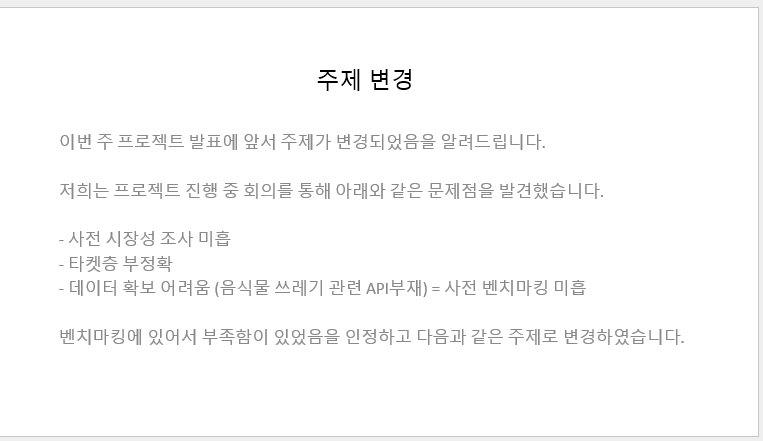 주제 변경
이번 주 프로젝트 발표에 앞서 주제가 변경되었음을 알려드립니다.
저희는 프로젝트 진행 중 회의를 통해 아래와 같은 문제점을 발견했습니다.
- 사전 시장성 조사 미흡
- 타켓층 부정확
- 데이터 확보 어려움 (음식물 쓰레기 관련 API부재) = 사전 벤치마킹 미흡
벤치마킹에 있어서 부족함이 있었음을 인정하고 다음과 같은 주제로 변경하였습니다.